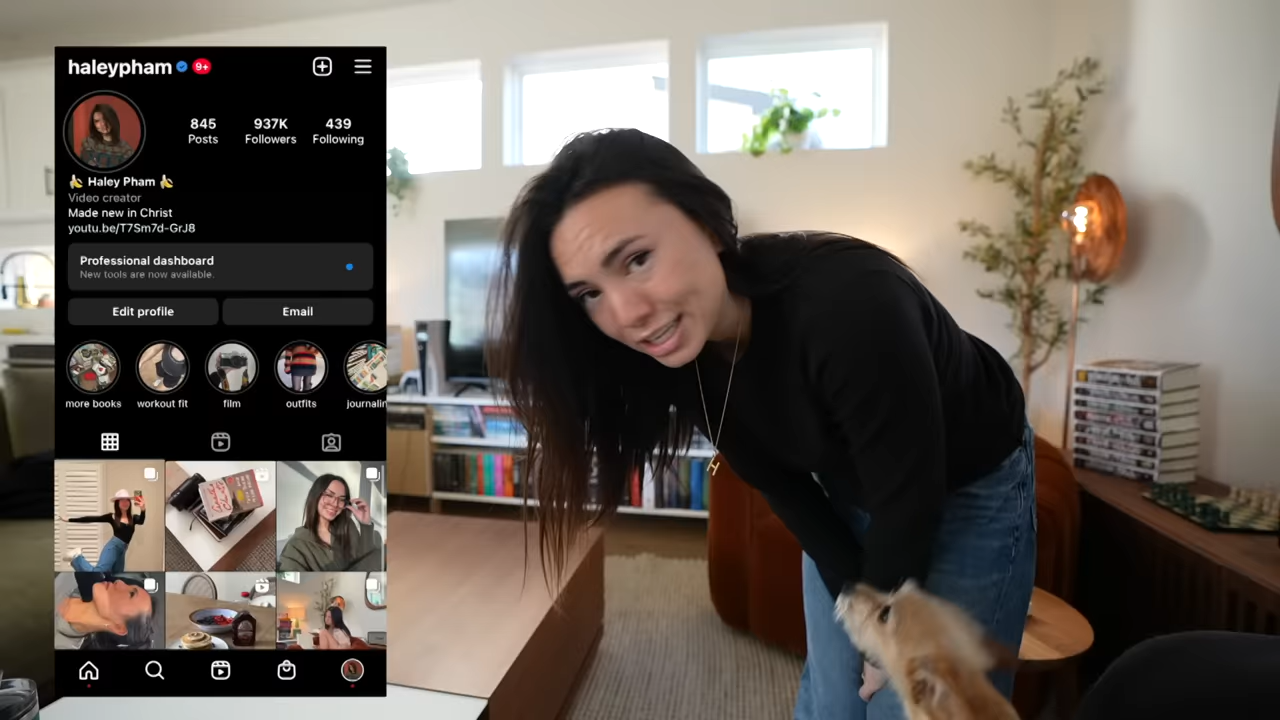 haleypham 9+
845 937K 439
Posts Followers Following
🍌 Haley Pham 🍌
Video creator
Made new in Christ
youtu.be/T7Sm7d-GrJ8
Professional dashboard
New tools are now available.
Edit profile Email
more books workout fit film outfits journalin